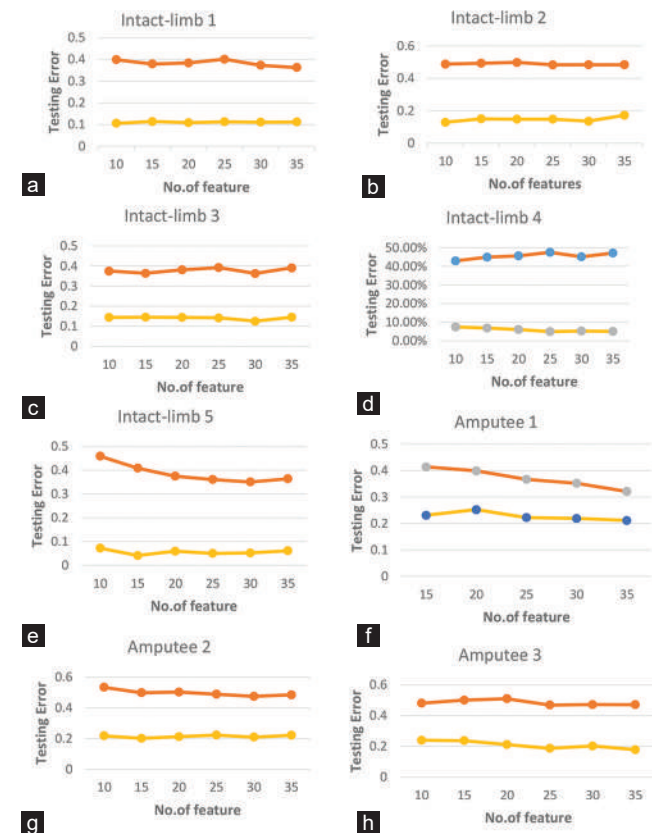 Intact-limb 1
Testing Error
0.5
0.4
0.3
0.2
0.1
0
10 15 20 25 30 35
No.of feature
a
Intact-limb 2
Testing Error
0.6
0.4
0.2
0
10 15 20 25 30 35
No.of features
b
Intact-limb 3
Testing Error
0.5
0.4
0.3
0.2
0.1
0
10 15 20 25 30 35
No.of feature
c
Intact-limb 4
Testing Error
50.00%
40.00%
30.00%
20.00%
10.00%
0.00%
10 15 20 25 30 35
No.of feature
d
Intact-limb 5
Testing Error
0.5
0.4
0.3
0.2
0.1
0
10 15 20 25 30 35
No.of feature
e
Amputee 1
Testing Error
0.5
0.4
0.3
0.2
0.1
0
15 20 25 30 35
No.of feature
f
Amputee 2
Testing Error
0.6
0.4
0.2
0
10 15 20 25 30 35
No.of feature
g
Amputee 3
Testing Error
0.6
0.4
0.2
0
10 15 20 25 30 35
No.of feature
h